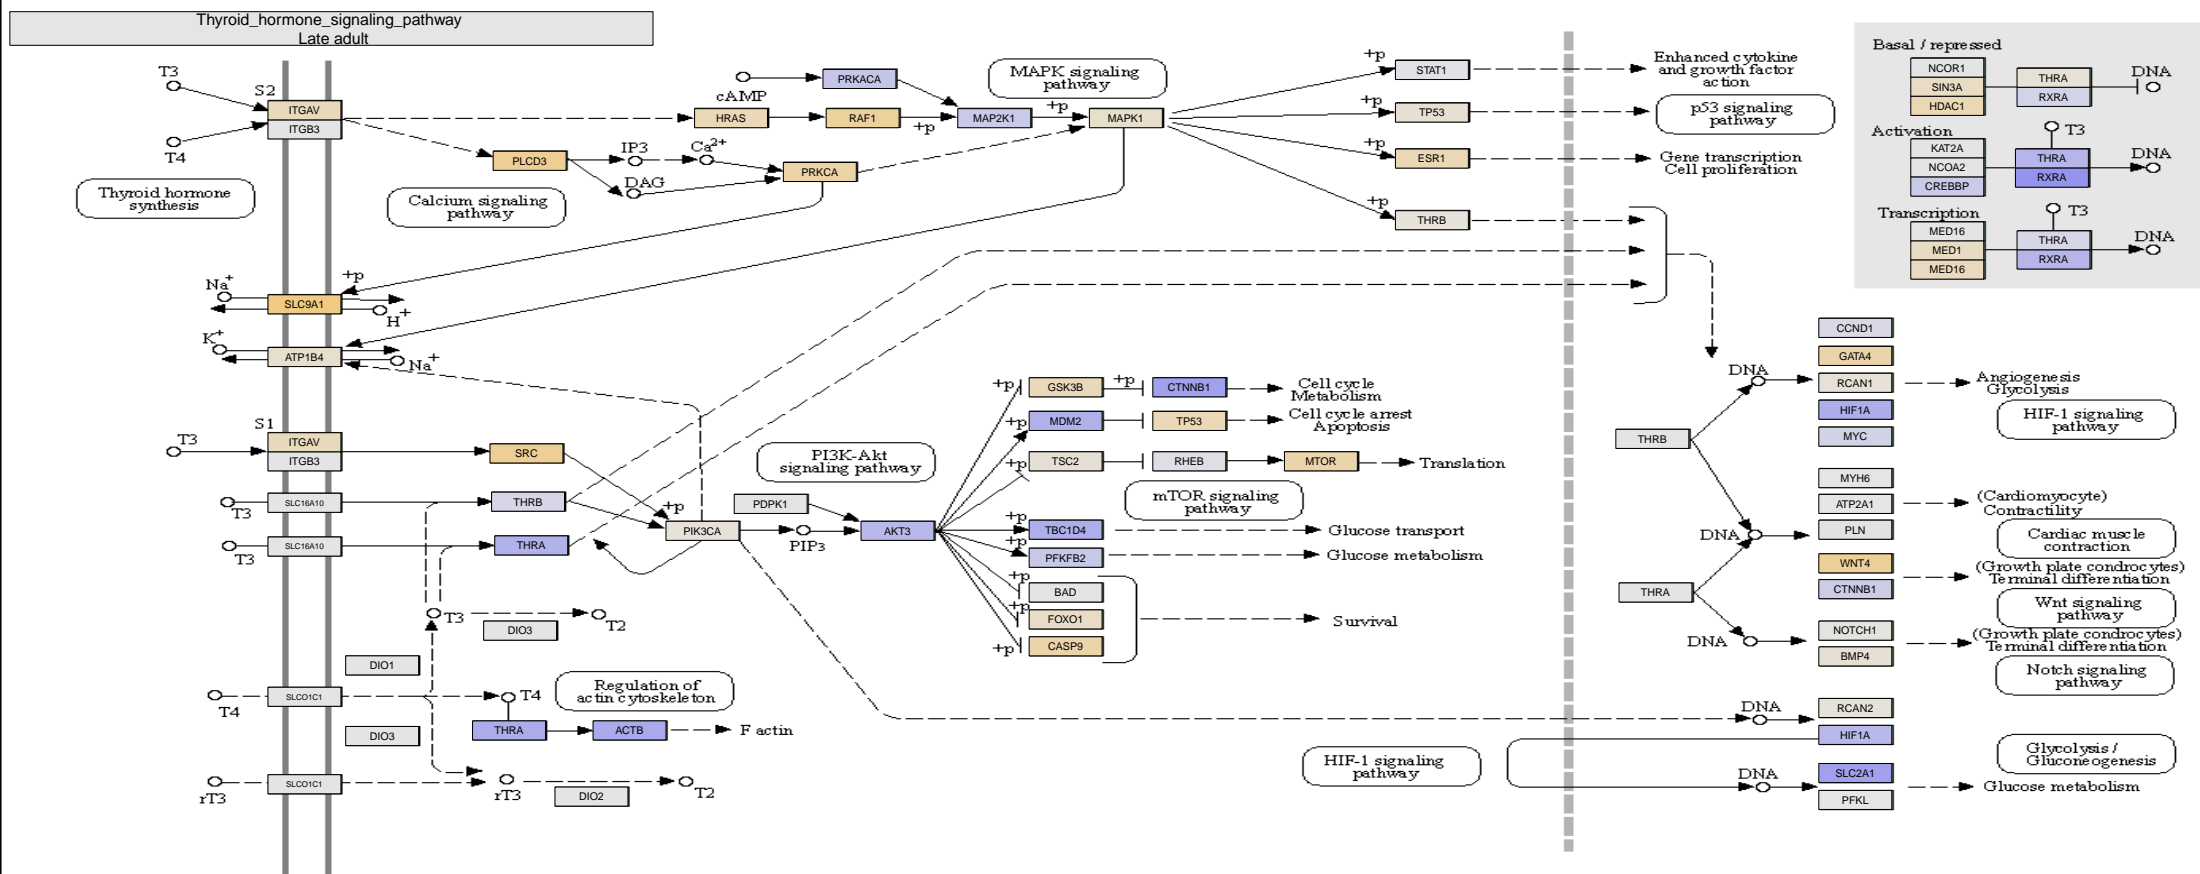 Thyroid_hormone_signaling_pathway
Late adult
T3
S2
ITGAV
ITGB3
T4
Thyroid hormone
synthesis
PRKACA
cAMP
HRAS
RAF1
+p
MAP2K1
+p
MAPK1
MAPK signaling
pathway
PLCD3
IP3
Ca2+
DAG
PRKCA
Calcium signaling
pathway
+p
STAT1
Enhanced cytokine
and growth factor
action
+p
TP53
p53 signaling
pathway
+p
ESR1
Gene transcription
Cell proliferation
+p
THRB
Basal / repressed
NCOR1
SIN3A
HDAC1
THRA
RXRA
DNA
Activation
KAT2A
NCOA2
CREBBP
T3
THRA
RXRA
DNA
Transcription
MED16
MED1
MED16
T3
THRA
RXRA
DNA
Na+
+p
SLC9A1
H+
K+
ATP1B4
Na+
S1
T3
ITGAV
ITGB3
SRC
T3
SLC16A10
THRB
T3
SLC16A10
THRA
+p
PIK3CA
PI3K-Akt
signaling pathway
PDPK1
PIP3
AKT3
+p
GSK3B
+p
CTNNB1
Cell cycle
Metabolism
+p
MDM2
TP53
Cell cycle arrest
Apoptosis
+p
TSC2
RHEB
MTOR
Translation
mTOR signaling
pathway
+p
TBC1D4
Glucose transport
+p
PFKFB2
Glucose metabolism
+p
BAD
+p
FOXO1
Survival
+p
CASP9
T3
T2
DIO3
DIO1
T4
SLCO1C1
T4
Regulation of
actin cytoskeleton
THRA
ACTB
F actin
DIO3
rT3
SLCO1C1
rT3
DIO2
T2
HIF-1 signaling
pathway
THRB
THRA
DNA
DNA
DNA
DNA
DNA
CCND1
GATA4
RCAN1
HIF1A
MYC
Angiogenesis
Glycolysis
HIF-1 signaling
pathway
MYH6
ATP2A1
PLN
(Cardiomyocyte)
Contractility
Cardiac muscle
contraction
WNT4
CTNNB1
(Growth plate condrocytes)
Terminal differentiation
Wnt signaling
pathway
NOTCH1
BMP4
(Growth plate condrocytes)
Terminal differentiation
Notch signaling
pathway
RCAN2
HIF1A
Glycolysis /
Gluconeogenesis
SLC2A1
PFKL
Glucose metabolism